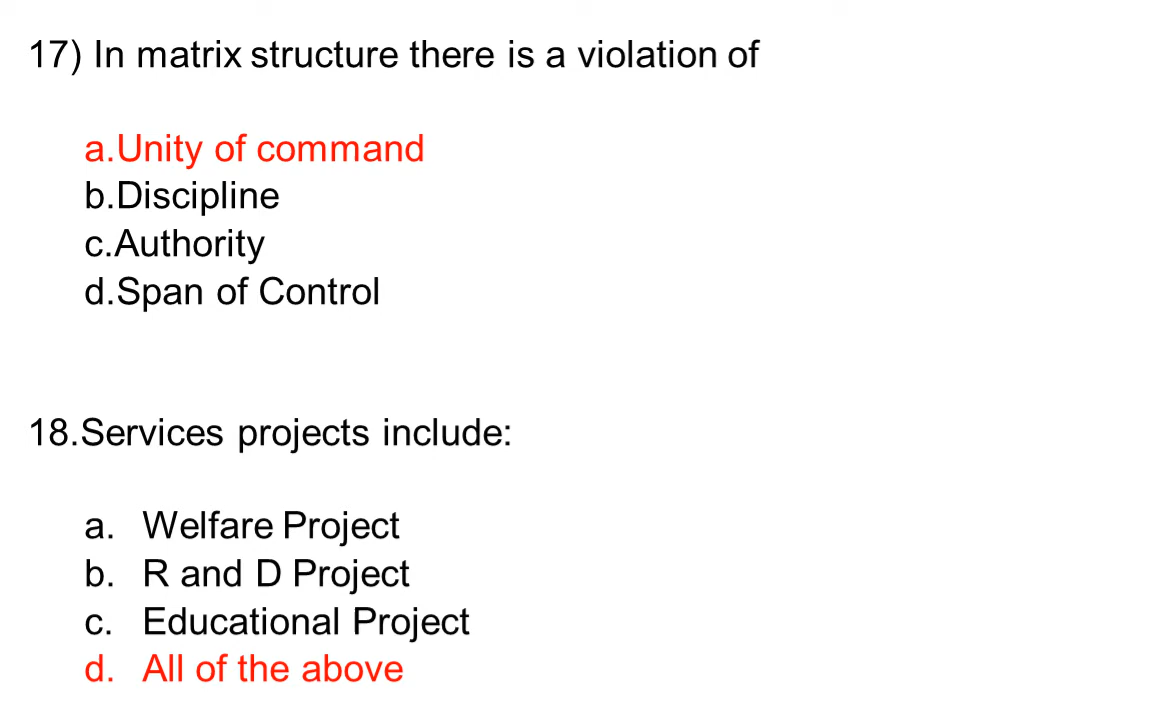 17) In matrix structure there is a violation of
a.Unity of command
b.Discipline
c.Authority
d.Span of Control
18.Services projects include:
a. Welfare Project
b. R and D Project
c. Educational Project
d. All of the above